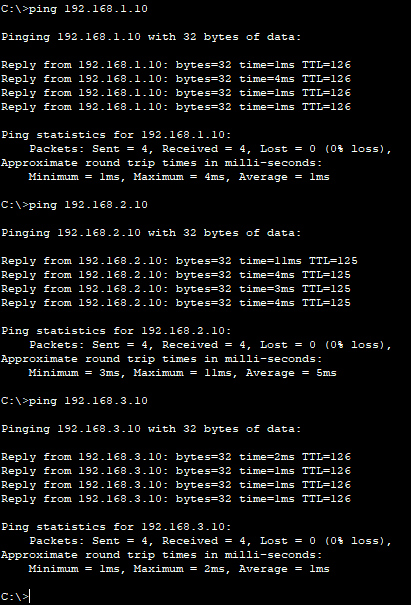 C:\>ping 192.168.1.10
Pinging 192.168.1.10 with 32 bytes of data:
Reply from 192.168.1.10: bytes=32 time=1ms TTL=126
Reply from 192.168.1.10: bytes=32 time=4ms TTL=126
Reply from 192.168.1.10: bytes=32 time=1ms TTL=126
Reply from 192.168.1.10: bytes=32 time=1ms TTL=126
Ping statistics for 192.168.1.10:
    Packets: Sent = 4, Received = 4, Lost = 0 (0% loss),
Approximate round trip times in milli-seconds:
    Minimum = 1ms, Maximum = 4ms, Average = 1ms
C:\>ping 192.168.2.10
Pinging 192.168.2.10 with 32 bytes of data:
Reply from 192.168.2.10: bytes=32 time=11ms TTL=125
Reply from 192.168.2.10: bytes=32 time=4ms TTL=125
Reply from 192.168.2.10: bytes=32 time=3ms TTL=125
Reply from 192.168.2.10: bytes=32 time=4ms TTL=125
Ping statistics for 192.168.2.10:
    Packets: Sent = 4, Received = 4, Lost = 0 (0% loss),
Approximate round trip times in milli-seconds:
    Minimum = 3ms, Maximum = 11ms, Average = 5ms
C:\>ping 192.168.3.10
Pinging 192.168.3.10 with 32 bytes of data:
Reply from 192.168.3.10: bytes=32 time=2ms TTL=126
Reply from 192.168.3.10: bytes=32 time=1ms TTL=126
Reply from 192.168.3.10: bytes=32 time=1ms TTL=126
Reply from 192.168.3.10: bytes=32 time=1ms TTL=126
Ping statistics for 192.168.3.10:
    Packets: Sent = 4, Received = 4, Lost = 0 (0% loss),
Approximate round trip times in milli-seconds:
    Minimum = 1ms, Maximum = 2ms, Average = 1ms
C:\>